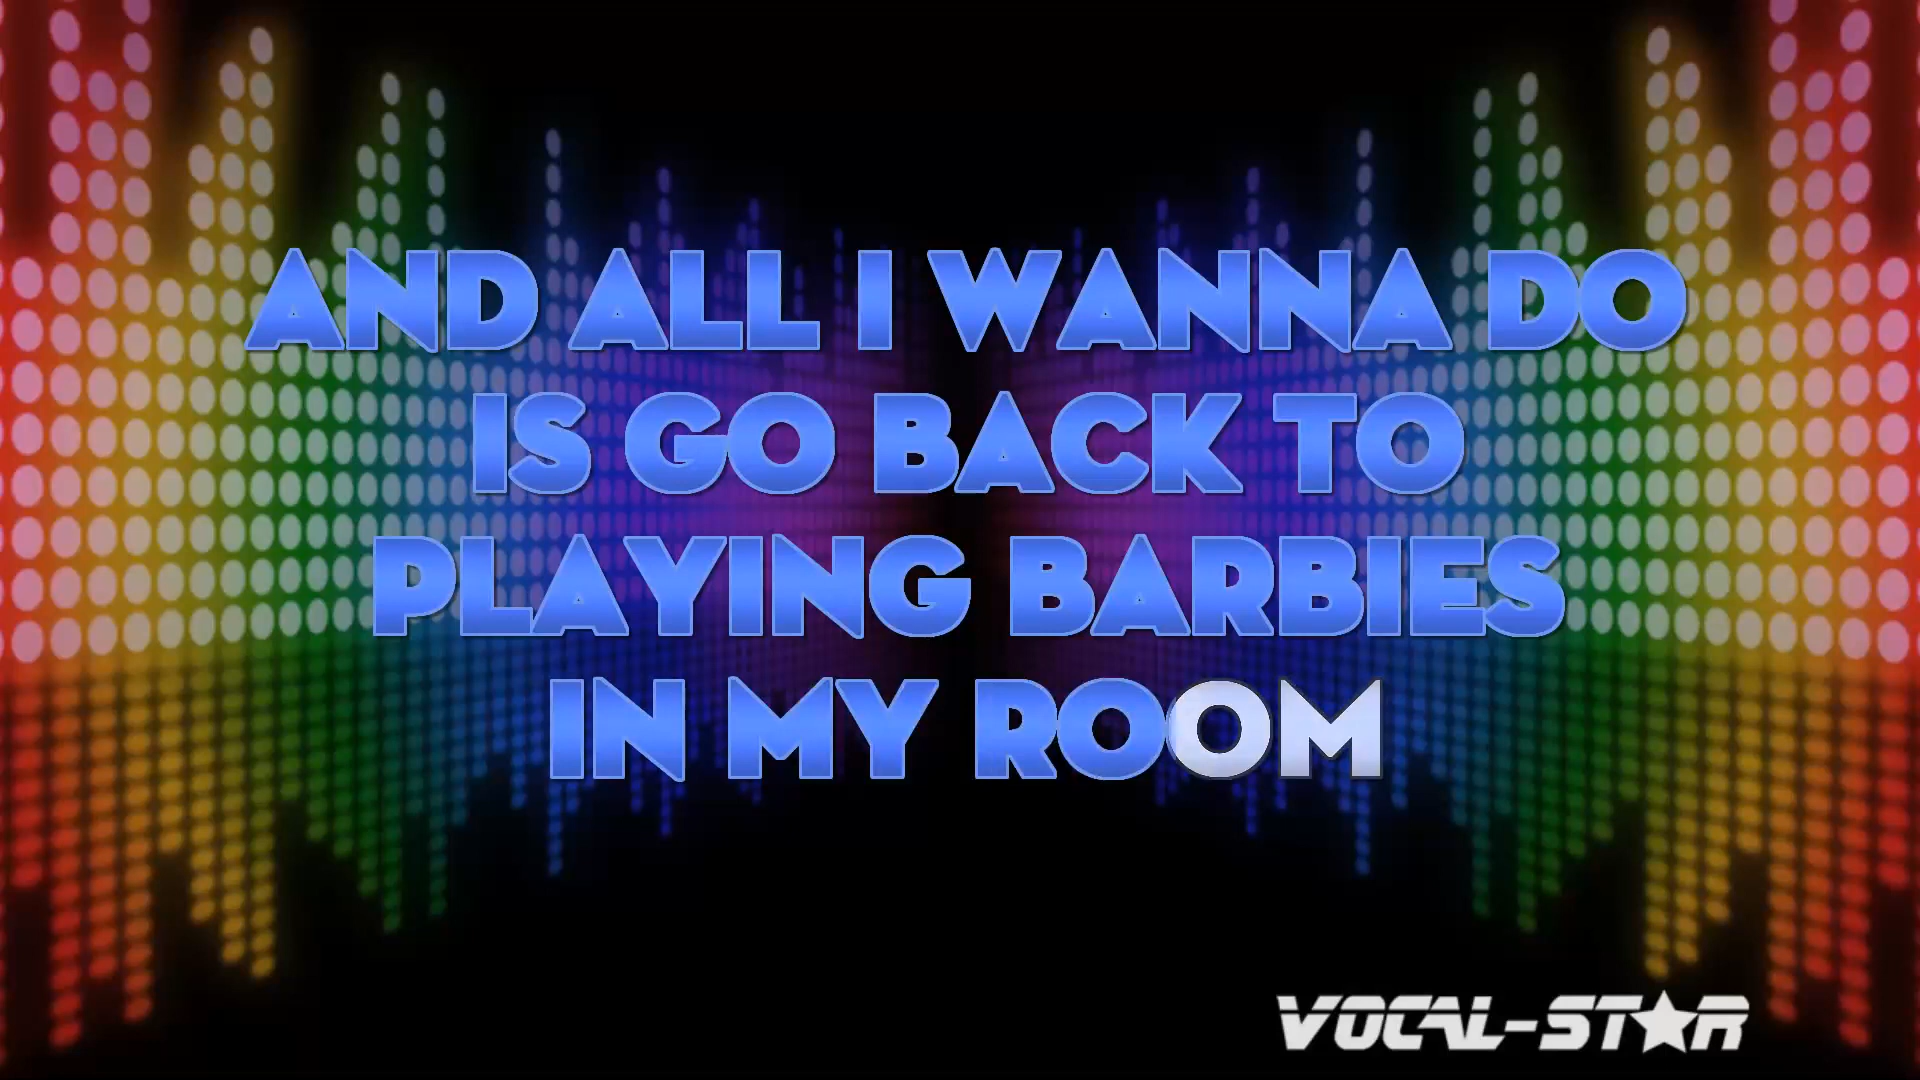 AND ALL I WANNA DO
IS GO BACK TO
PLAYING BARBIES
IN MY ROOM
VOCAL-STAR